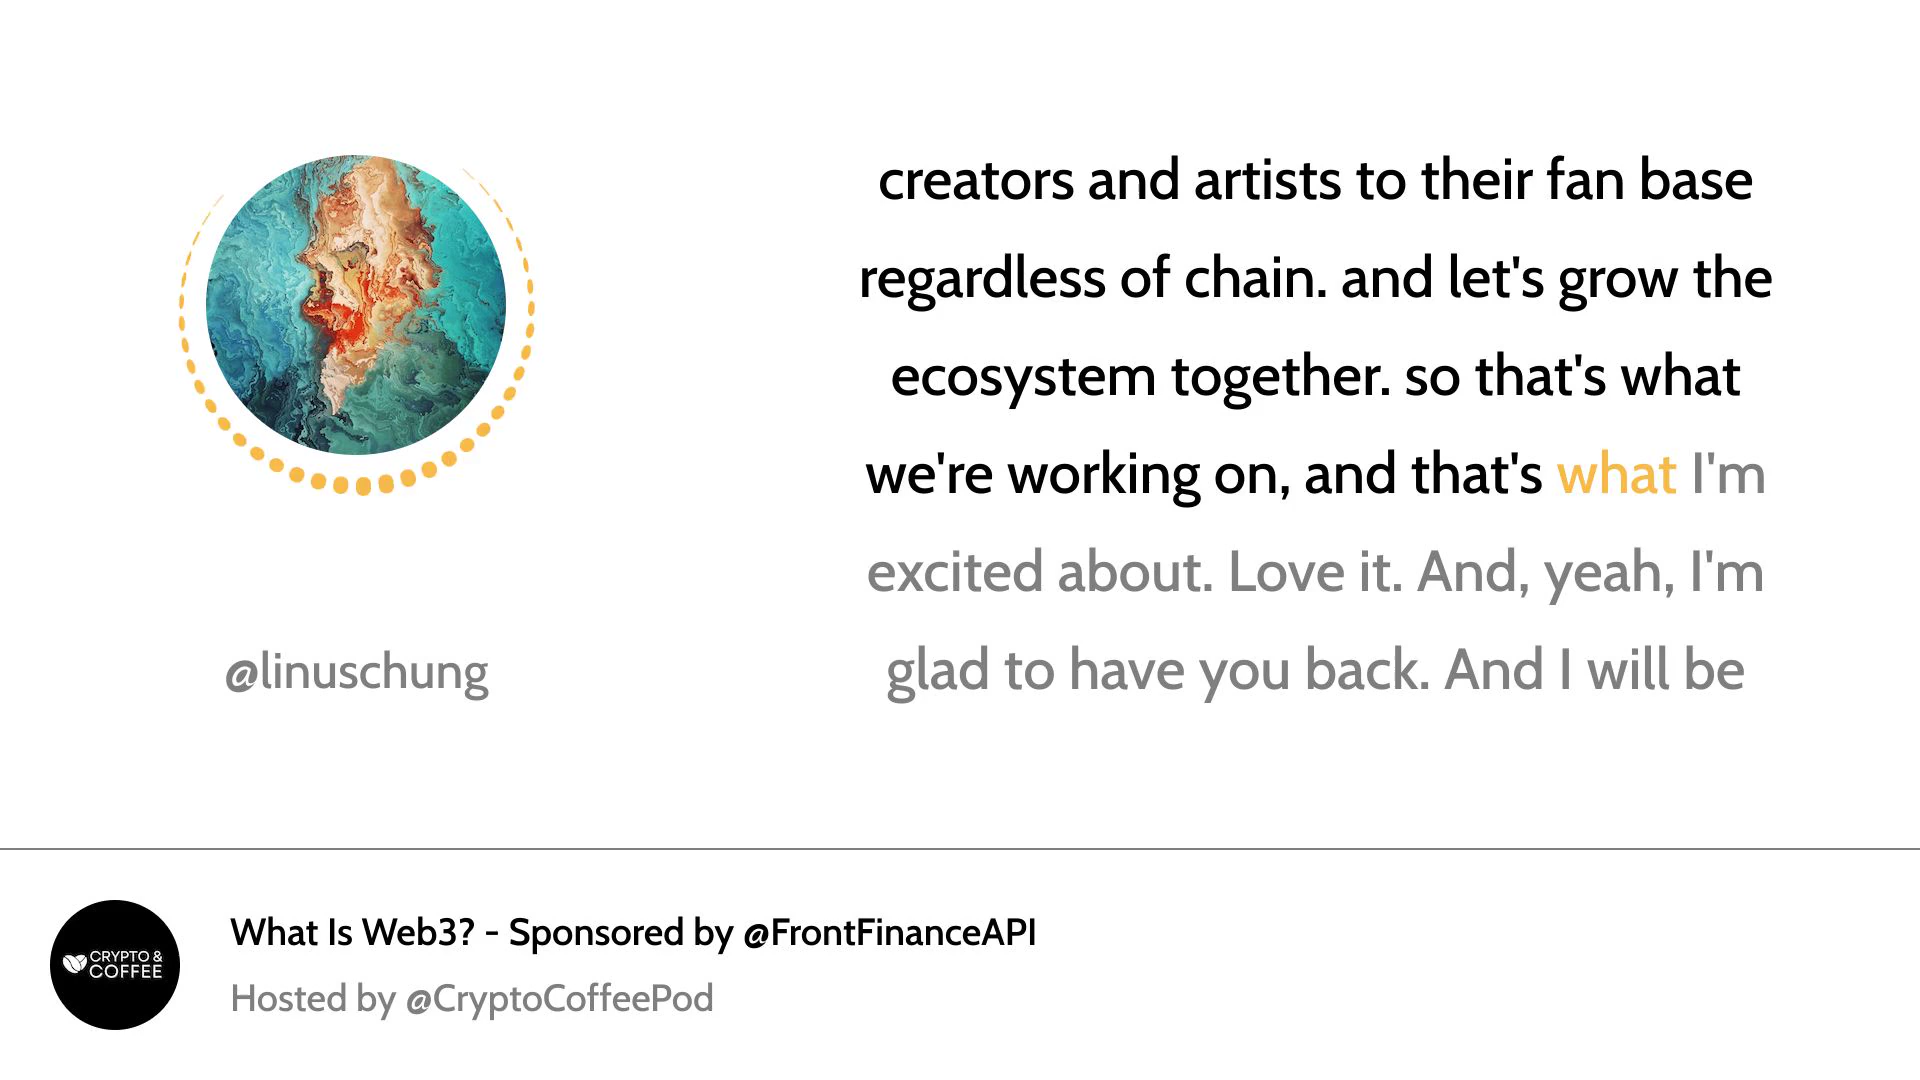 creators and artists to their fan base
regardless of chain. and let's grow the
ecosystem together. so that's what
we're working on, and that's what I'm
excited about. Love it. And, yeah, I'm
glad to have you back. And I will be
@linuschung
CRYPTO &
COFFEE
What Is Web3? - Sponsored by @FrontFinanceAPI
Hosted by @CryptoCoffeePod